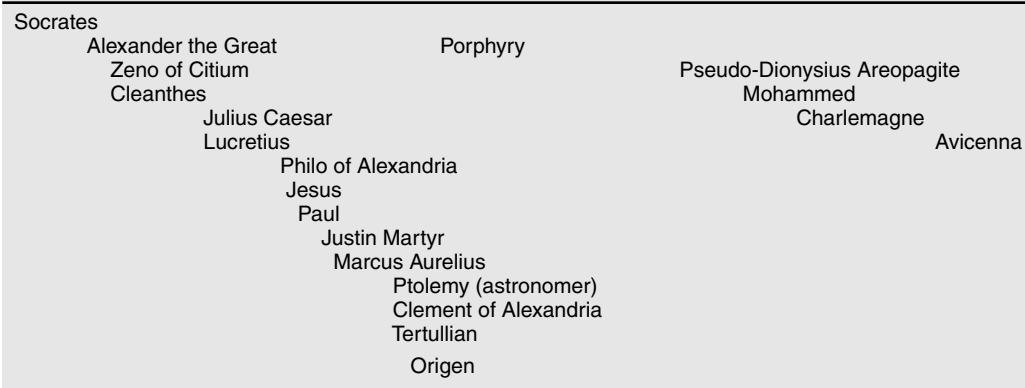 Socrates
Alexander the Great Porphyry
Zeno of Citium Pseudo-Dionysius Areopagite
Cleanthes Mohammed
Julius Caesar Charlemagne
Lucretius Avicenna
Philo of Alexandria
Jesus
Paul
Justin Martyr
Marcus Aurelius
Ptolemy (astronomer)
Clement of Alexandria
Tertullian
Origen